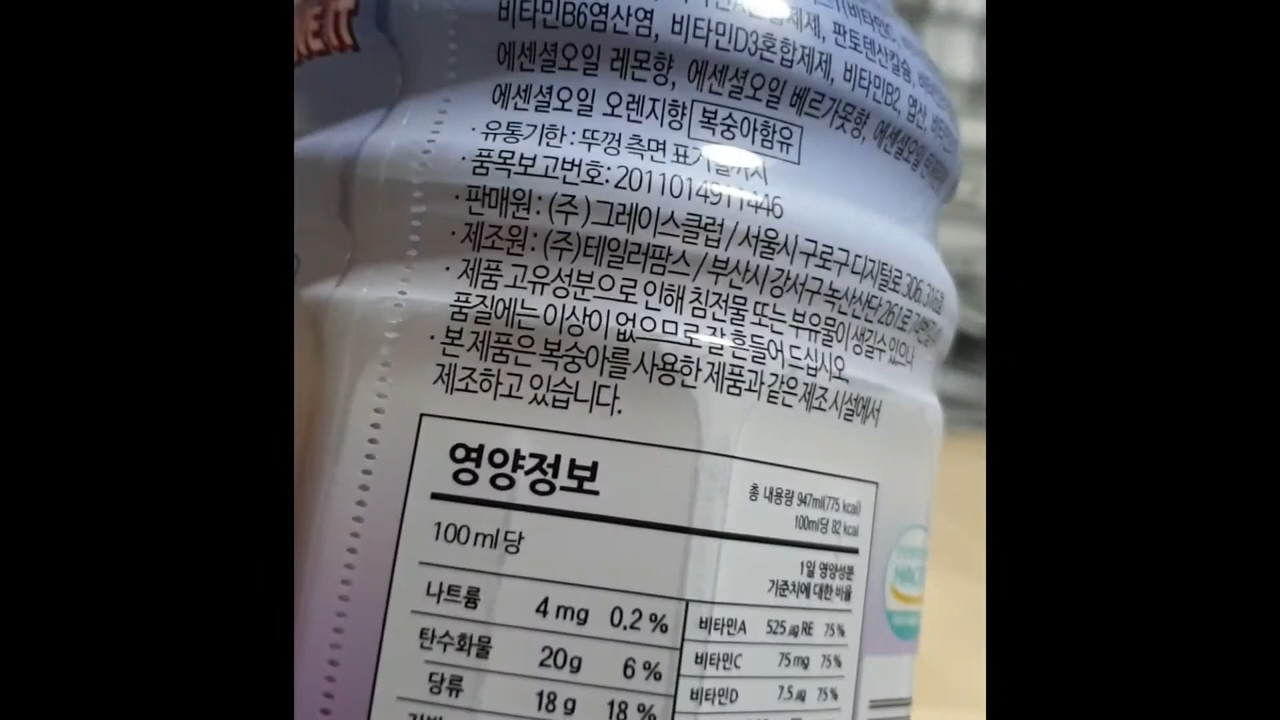 비타민B6염산염, 비타민D3혼합제제, 판토텐산칼슘,
에센셜오일 레몬향, 에센셜오일 베르가못향, 비타민B2, 엽산,
에센셜오일 오렌지향 복숭아함유 에센셜오일
· 유통기한 : 뚜껑 측면 표기일까지
· 품목보고번호: 2011014911446
· 판매원 : (주)그레이스클럽 / 서울시 구로구 디지털로 306,
· 제조원 : (주)테일러팜스 / 부산시 강서구 녹산산단 261로
· 제품 고유성분으로 인해 침전물 또는 부유물이 생길수 있으나
품질에는 이상이 없으므로 잘 흔들어 드십시오
· 본 제품은 복숭아를 사용한 제품과 같은 제조 시설에서
제조하고 있습니다.
영양정보
총 내용량 947ml(775 kcal)
100ml당 82 kcal
100 ml 당
1일 영양성분
기준치에 대한 비율
나트륨 4 mg 0.2 %
탄수화물 20g 6 %
당류 18 g 18 %
비타민A 525 ㎍ RE 75 %
비타민C 75 mg 75 %
비타민D 7.5 ㎍ 75%